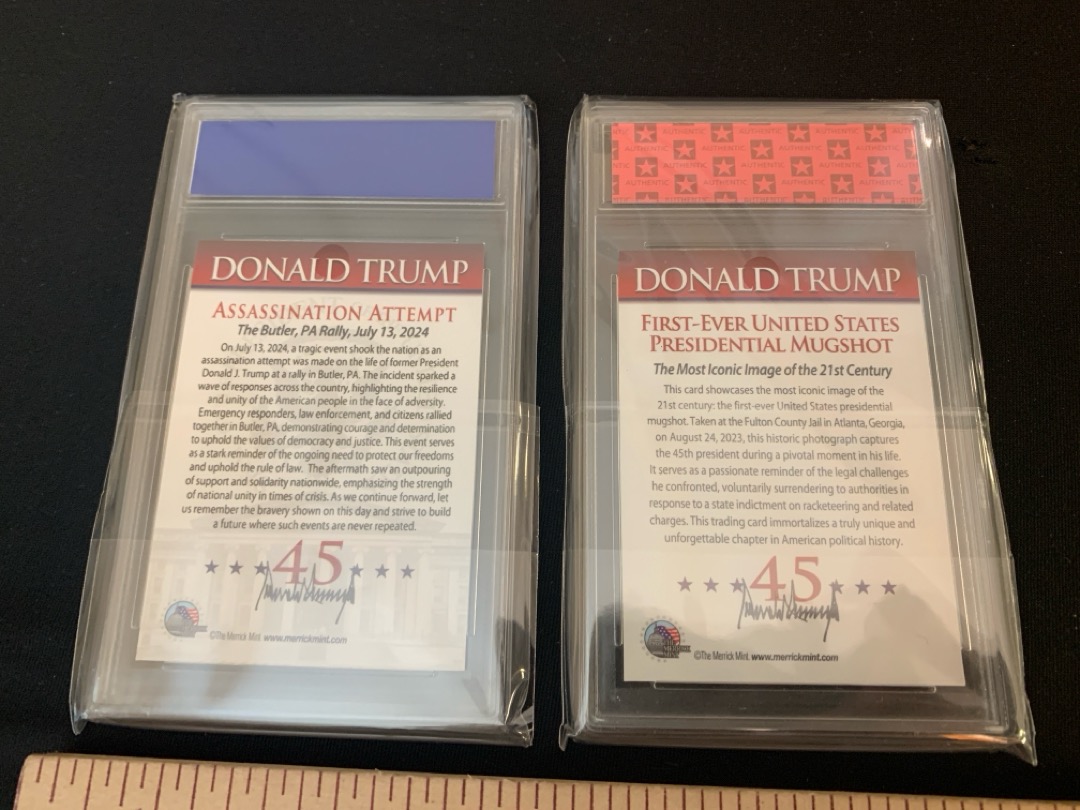 DONALD TRUMP
ASSASSINATION ATTEMPT
The Butler, PA Rally, July 13, 2024
On July 13, 2024, a tragic event shook the nation as an
assassination attempt was made on the life of former President
Donald J. Trump at a rally in Butler, PA. The incident sparked a
wave of responses across the country, highlighting the resilience
and unity of the American people in the face of adversity.
Emergency responders, law enforcement, and citizens rallied
together in Butler, PA, demonstrating courage and determination
to uphold the values of democracy and justice. This event serves
as a stark reminder of the ongoing need to protect our freedoms
and uphold the rule of law. The aftermath saw an outpouring
of support and solidarity nationwide, emphasizing the strength
of national unity in times of crisis. As we continue forward, let
us remember the bravery shown on this day and strive to build
a future where such events are never repeated.
45
©The Merrick Mint. www.merrickmint.com
AUTHENTIC AUTHENTIC AUTHENTIC
AUTHENTIC AUTHENTIC AUTHENTIC
AUTHENTIC AUTHENTIC AUTHENTIC
AUTHENTIC AUTHENTIC AUTHENTIC
DONALD TRUMP
FIRST-EVER UNITED STATES
PRESIDENTIAL MUGSHOT
The Most Iconic Image of the 21st Century
This card showcases the most iconic image of the
21st century: the first-ever United States presidential
mugshot. Taken at the Fulton County Jail in Atlanta, Georgia,
on August 24, 2023, this historic photograph captures
the 45th president during a pivotal moment in his life.
It serves as a passionate reminder of the legal challenges
he confronted, voluntarily surrendering to authorities in
response to a state indictment on racketeering and related
charges. This trading card immortalizes a truly unique and
unforgettable chapter in American political history.
45
©The Merrick Mint. www.merrickmint.com